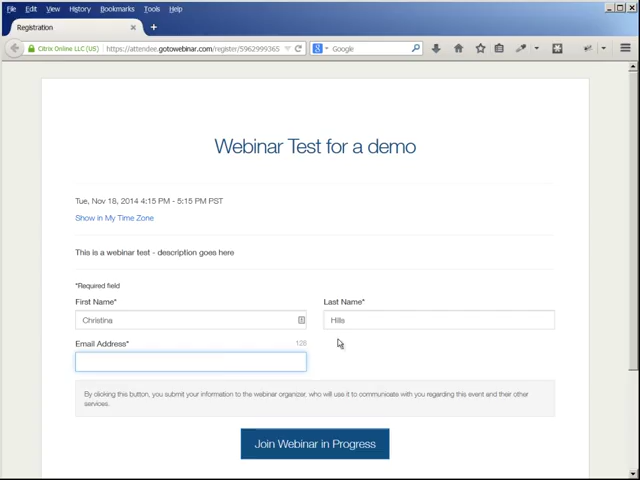 File Edit View History Bookmarks Tools Help
Registration
Citrix Online LLC (US) https://attendee.gotowebinar.com/register/5962999365 Google
Webinar Test for a demo
Tue, Nov 18, 2014 4:15 PM - 5:15 PM PST
Show in My Time Zone
This is a webinar test - description goes here
*Required field
First Name* Last Name*
Christina Hills
Email Address* 128
By clicking this button, you submit your information to the webinar organizer, who will use it to communicate with you regarding this event and their other
services.
Join Webinar in Progress